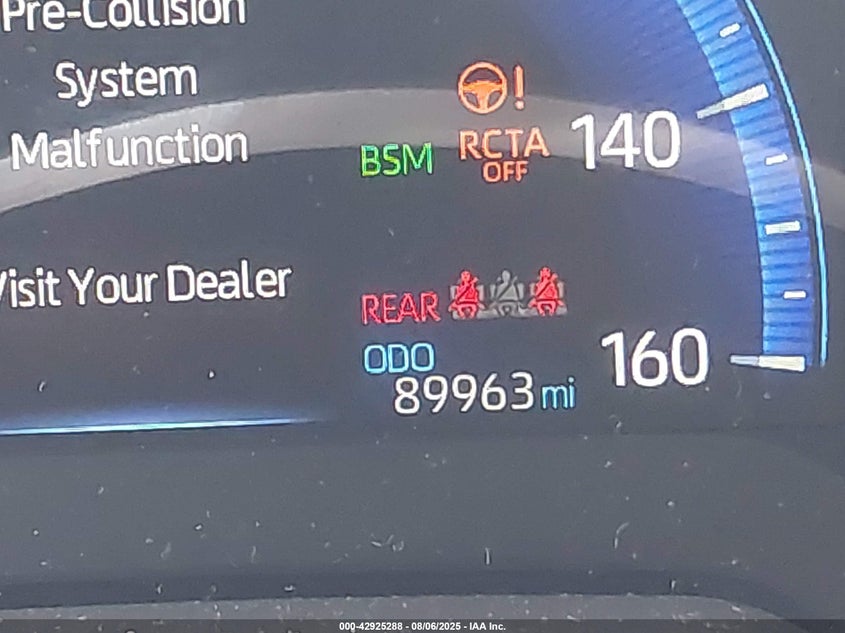 Pre-Collision
System
Malfunction
Visit Your Dealer
!
BSM
RCTA
OFF
140
REAR
ODO
89963 mi
160
000-42925288 - 08/06/2025 - IAA Inc.